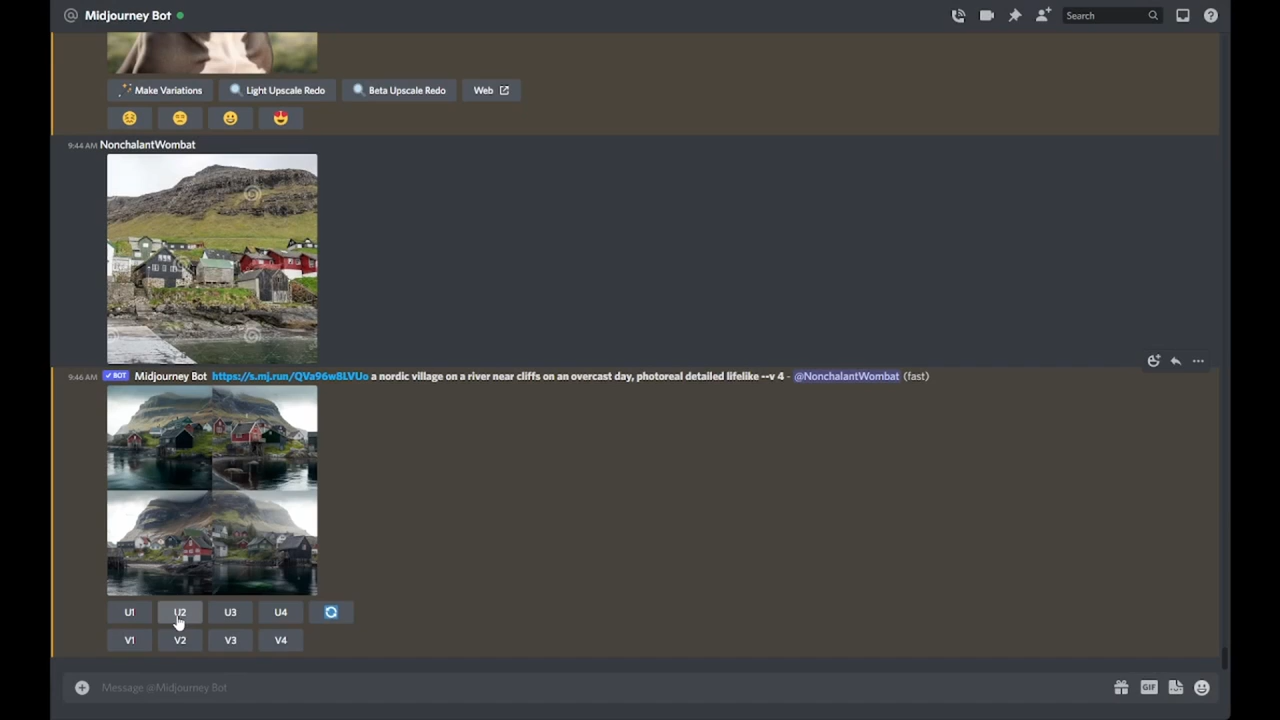 Midjourney Bot
Search
Make Variations
Light Upscale Redo
Beta Upscale Redo
Web
9:44 AM NonchalantWombat
9:46 AM ✓ BOT Midjourney Bot https://s.mj.run/QVa96w8LVUo a nordic village on a river near cliffs on an overcast day, photoreal detailed lifelike --v 4 - @NonchalantWombat (fast)
U1 U2 U3 U4
V1 V2 V3 V4
Message @Midjourney Bot
GIF